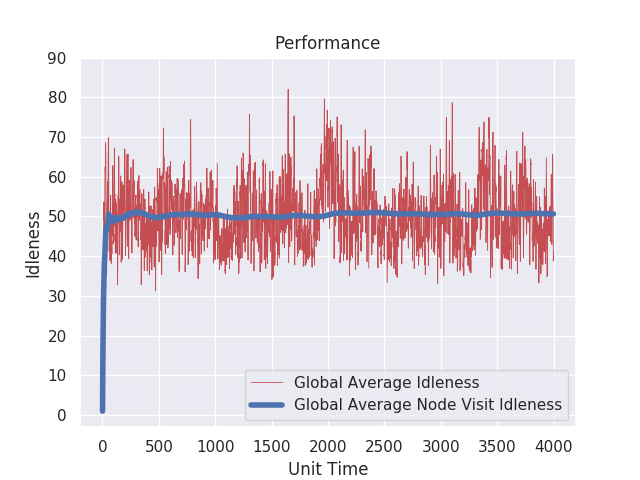 Performance
90
80
70
60
50
40
30
20
10
0
Idleness
Global Average Idleness
Global Average Node Visit Idleness
0 500 1000 1500 2000 2500 3000 3500 4000
Unit Time